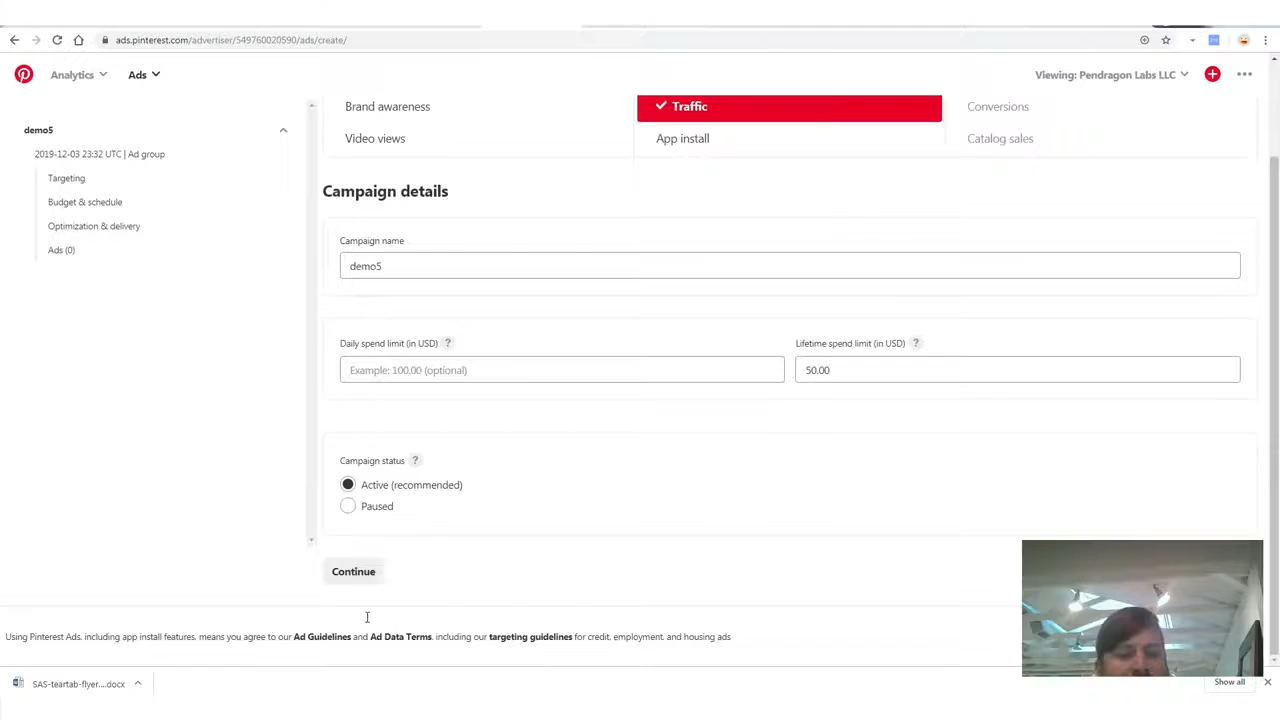 ads.pinterest.com/advertiser/549760020590/ads/create/
Analytics
Ads
Viewing: Pendragon Labs LLC
demo5
2019-12-03 23:32 UTC | Ad group
Targeting
Budget & schedule
Optimization & delivery
Ads (0)
Brand awareness
Traffic
Conversions
Video views
App install
Catalog sales
Campaign details
Campaign name
demo5
Daily spend limit (in USD) ?
Lifetime spend limit (in USD) ?
Example: 100.00 (optional)
50.00
Campaign status ?
Active (recommended)
Paused
Continue
Using Pinterest Ads, including app install features, means you agree to our Ad Guidelines and Ad Data Terms, including our targeting guidelines for credit, employment, and housing ads
SAS-teartab-flyer....docx
Show all